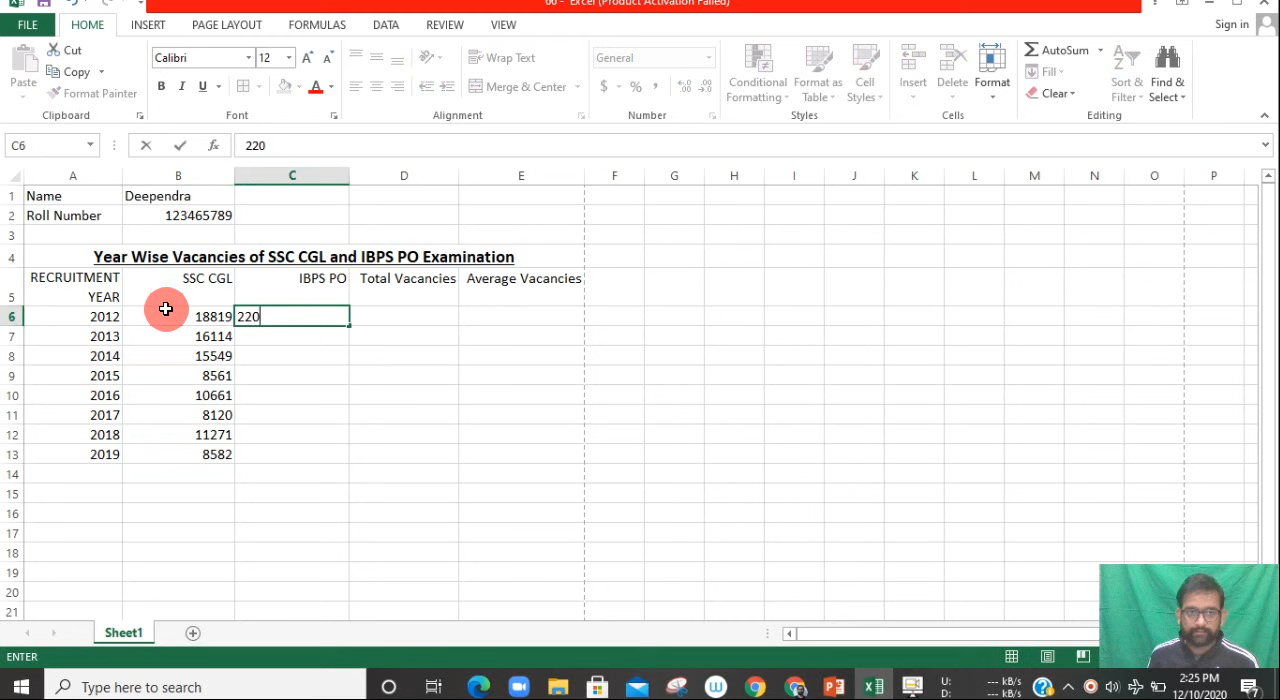 66 - Excel (Product Activation Failed)
FILE HOME INSERT PAGE LAYOUT FORMULAS DATA REVIEW VIEW Sign in
Paste Cut Copy Format Painter Clipboard
Calibri 12 A A B I U A Font
Wrap Text Merge & Center Alignment
General $ % , Number
Conditional Formatting Format as Table Cell Styles Styles
Insert Delete Format Cells
AutoSum Fill Clear Sort & Filter Find & Select Editing
C6 fx 220
A B C D E F G H I J K L M N O P
1 Name Deependra
2 Roll Number 123465789
3
4 Year Wise Vacancies of SSC CGL and IBPS PO Examination
5 RECRUITMENT YEAR SSC CGL IBPS PO Total Vacancies Average Vacancies
6 2012 18819 220
7 2013 16114
8 2014 15549
9 2015 8561
10 2016 10661
11 2017 8120
12 2018 11271
13 2019 8582
14
15
16
17
18
19
20
21
Sheet1
ENTER
Type here to search
U: -- kB/s
D: -- kB/s
2:25 PM
12/10/2020
7